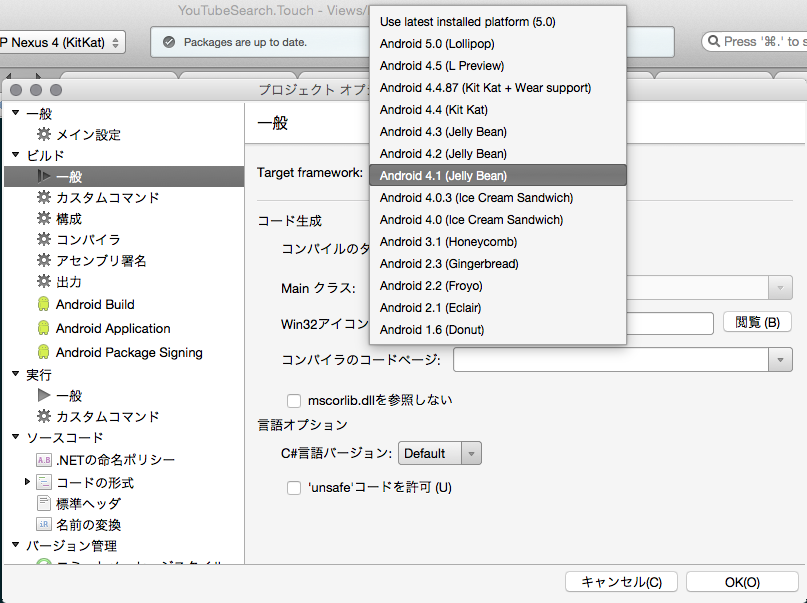 YouTubeSearch.Touch - Views/
P Nexus 4 (KitKat)
Packages are up to date.
Press '⌘.' to s
プロジェクト オプ
一般
メイン設定
ビルド
一般
カスタムコマンド
構成
コンパイラ
アセンブリ署名
出力
Android Build
Android Application
Android Package Signing
実行
一般
カスタムコマンド
ソースコード
.NETの命名ポリシー
コードの形式
標準ヘッダ
名前の変換
バージョン管理
一般
Target framework:
Use latest installed platform (5.0)
Android 5.0 (Lollipop)
Android 4.5 (L Preview)
Android 4.4.87 (Kit Kat + Wear support)
Android 4.4 (Kit Kat)
Android 4.3 (Jelly Bean)
Android 4.2 (Jelly Bean)
Android 4.1 (Jelly Bean)
Android 4.0.3 (Ice Cream Sandwich)
Android 4.0 (Ice Cream Sandwich)
Android 3.1 (Honeycomb)
Android 2.3 (Gingerbread)
Android 2.2 (Froyo)
Android 2.1 (Eclair)
Android 1.6 (Donut)
コード生成
コンパイルのタ
Main クラス:
Win32アイコン
閲覧 (B)
コンパイラのコードページ:
mscorlib.dllを参照しない
言語オプション
C#言語バージョン: Default
'unsafe'コードを許可 (U)
キャンセル(C)
OK(O)